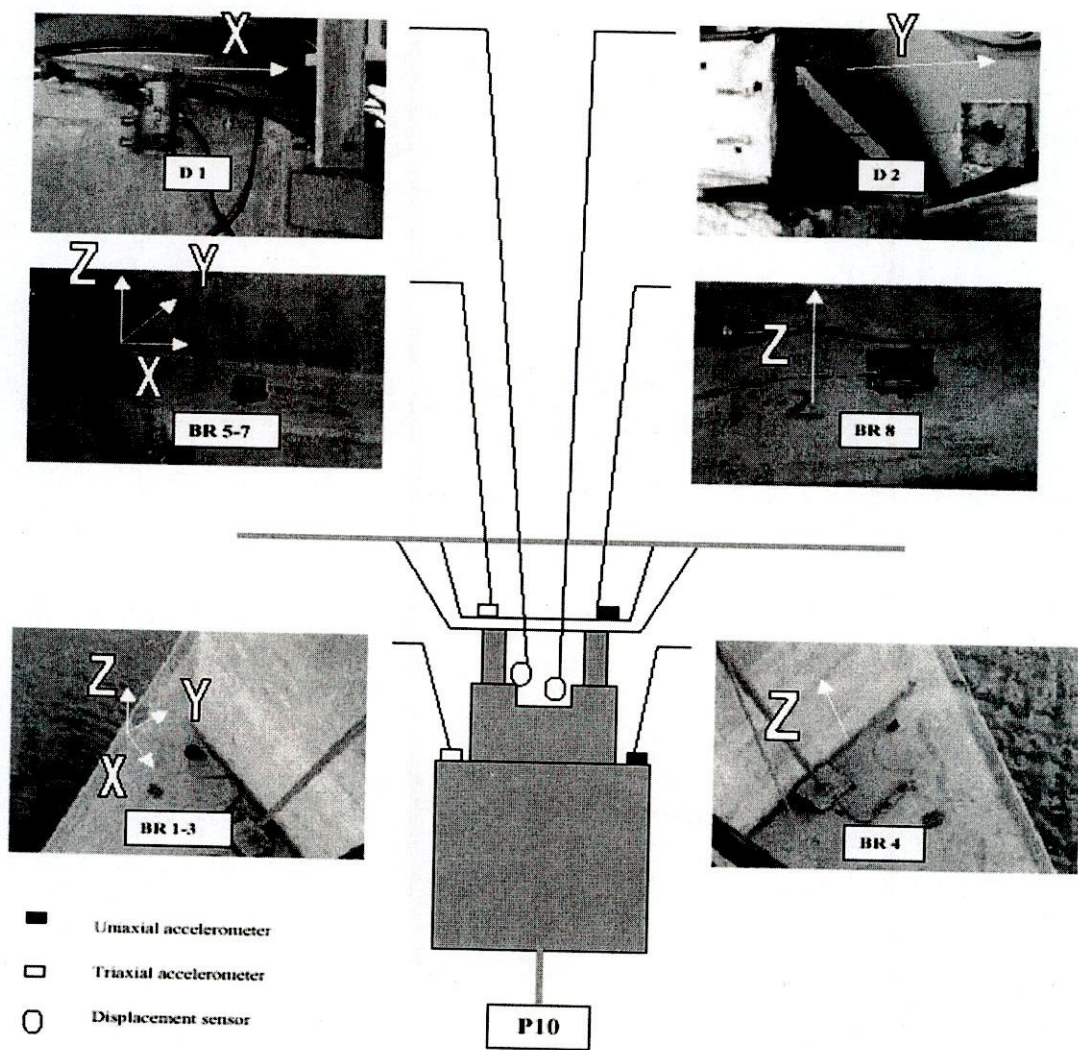 X
D 1
Y
D 2
Z
Y
X
BR 5-7
Z
BR 8
Z
Y
X
BR 1-3
Z
BR 4
Umaxial accelerometer
Triaxial accelerometer
Displacement sensor
P10